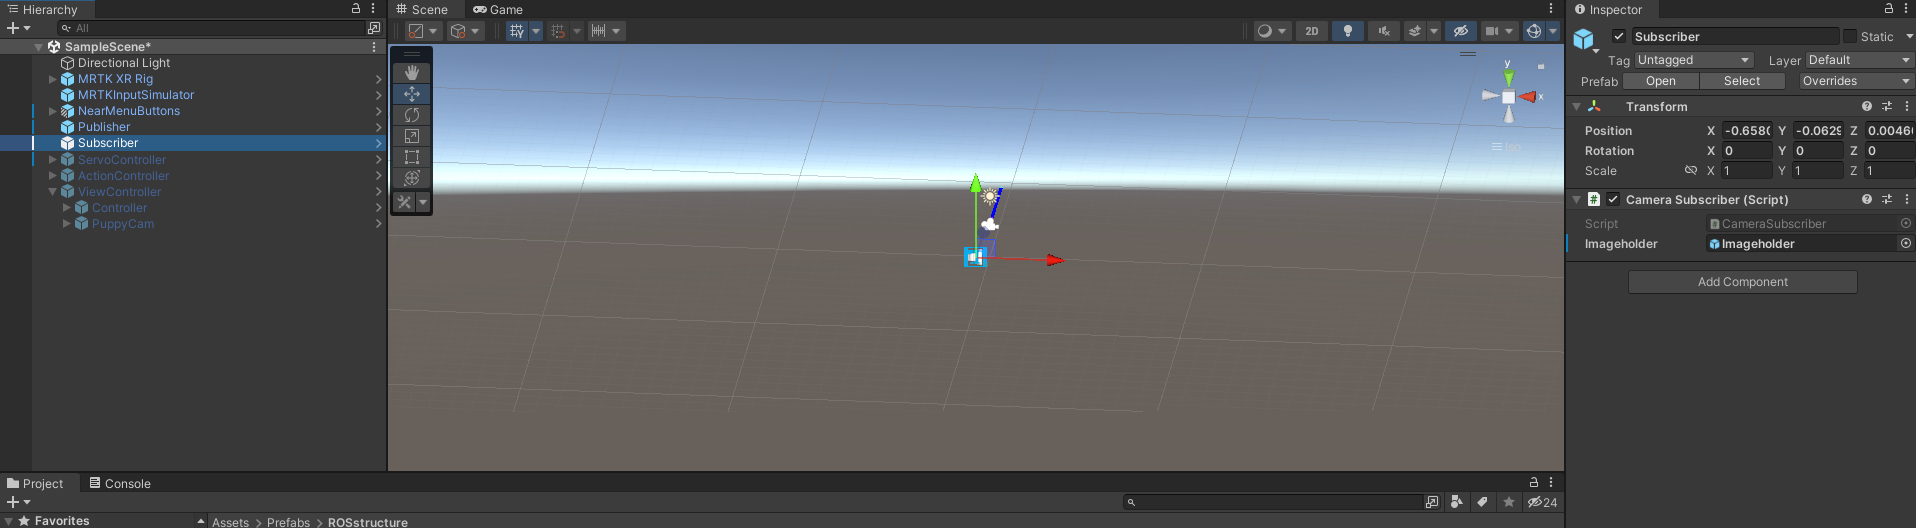 Hierarchy
All
SampleScene*
Directional Light
MRTK XR Rig
MRTKInputSimulator
NearMenuButtons
Publisher
Subscriber
ServoController
ActionController
ViewController
Controller
PuppyCam
Scene
Game
2D
y
x
Iso
Inspector
Subscriber
Static
Tag Untagged Layer Default
Prefab Open Select Overrides
Transform
Position X -0.6580 Y -0.0629 Z 0.0046
Rotation X 0 Y 0 Z 0
Scale X 1 Y 1 Z 1
# Camera Subscriber (Script)
Script CameraSubscriber
Imageholder Imageholder
Add Component
Project
Console
24
Favorites
Assets > Prefabs > ROSstructure